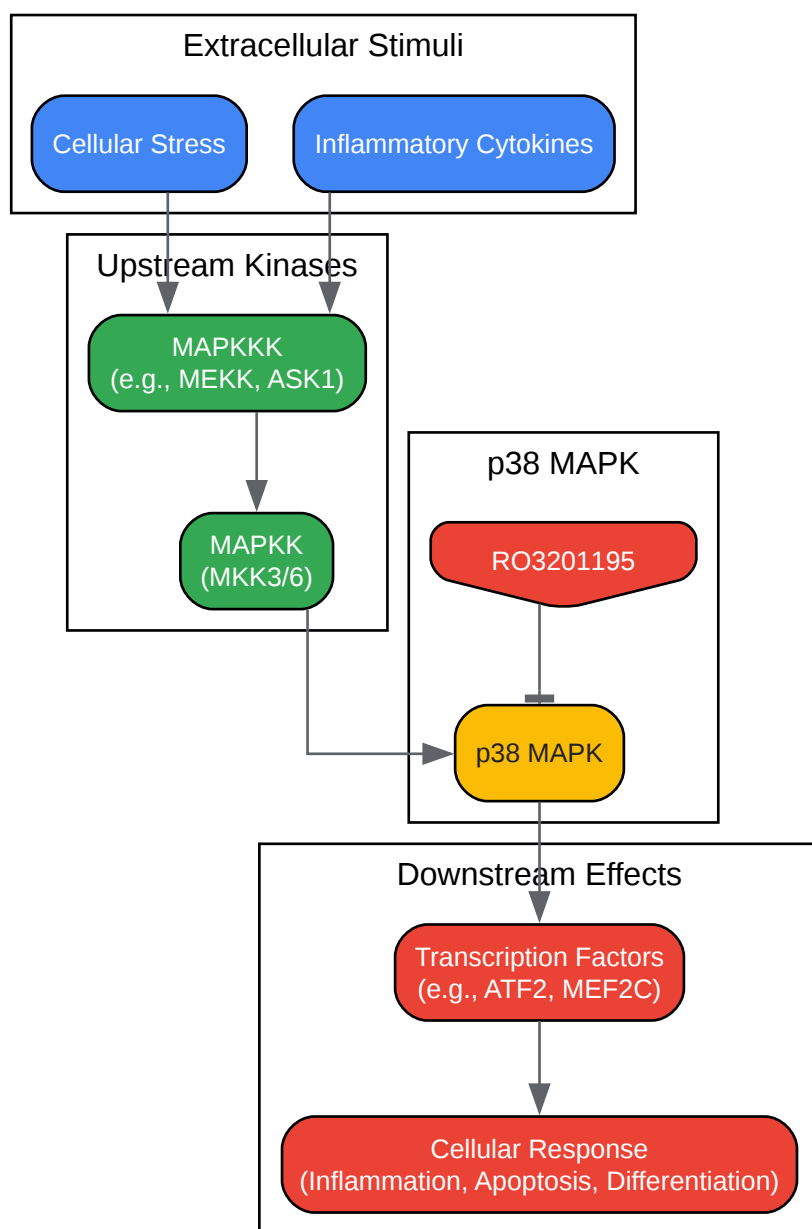 Extracellular Stimuli
Cellular Stress
Inflammatory Cytokines
Upstream Kinases
MAPKKK
(e.g., MEKK, ASK1)
MAPKK
(MKK3/6)
p38 MAPK
RO3201195
p38 MAPK
Downstream Effects
Transcription Factors
(e.g., ATF2, MEF2C)
Cellular Response
(Inflammation, Apoptosis, Differentiation)